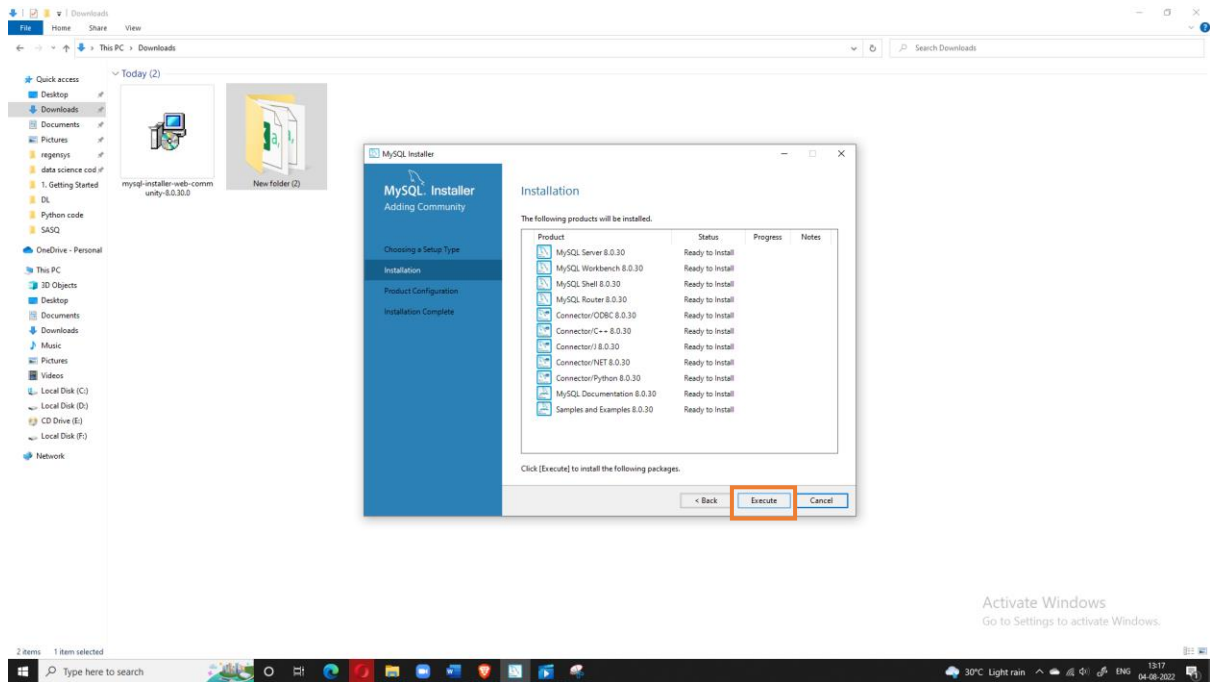 Downloads
File Home Share View
This PC > Downloads
Search Downloads
Quick access
Desktop
Downloads
Documents
Pictures
regensys
data science cod
1. Getting Started
DL
Python code
SASQ
OneDrive - Personal
This PC
3D Objects
Desktop
Documents
Downloads
Music
Pictures
Videos
Local Disk (C:)
Local Disk (D:)
CD Drive (E:)
Local Disk (F:)
Network
Today (2)
mysql-installer-web-comm
unity-8.0.30.0
New folder (2)
MySQL Installer
MySQL. Installer
Adding Community
Choosing a Setup Type
Installation
Product Configuration
Installation Complete
Installation
The following products will be installed.
Product Status Progress Notes
MySQL Server 8.0.30 Ready to Install
MySQL Workbench 8.0.30 Ready to Install
MySQL Shell 8.0.30 Ready to Install
MySQL Router 8.0.30 Ready to Install
Connector/ODBC 8.0.30 Ready to Install
Connector/C++ 8.0.30 Ready to Install
Connector/J 8.0.30 Ready to Install
Connector/NET 8.0.30 Ready to Install
Connector/Python 8.0.30 Ready to Install
MySQL Documentation 8.0.30 Ready to Install
Samples and Examples 8.0.30 Ready to Install
Click [Execute] to install the following packages.
< Back Execute Cancel
Activate Windows
Go to Settings to activate Windows.
2 items 1 item selected
Type here to search
30°C Light rain
ENG
13:17
04-08-2022